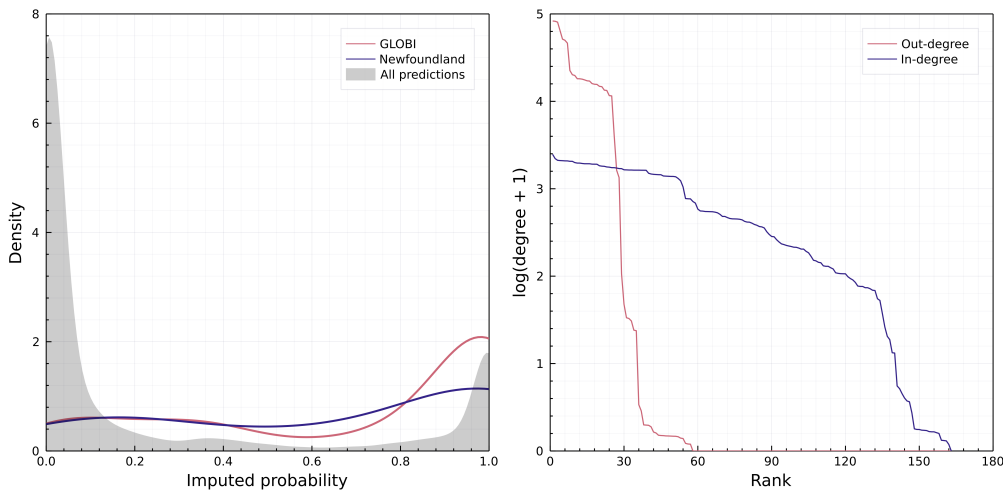 8
6
4
2
0
0.0
0.2
0.4
0.6
0.8
1.0
Density
Imputed probability
GLOBI
Newfoundland
All predictions
5
4
3
2
1
0
0
30
60
90
120
150
180
log(degree + 1)
Rank
Out-degree
In-degree